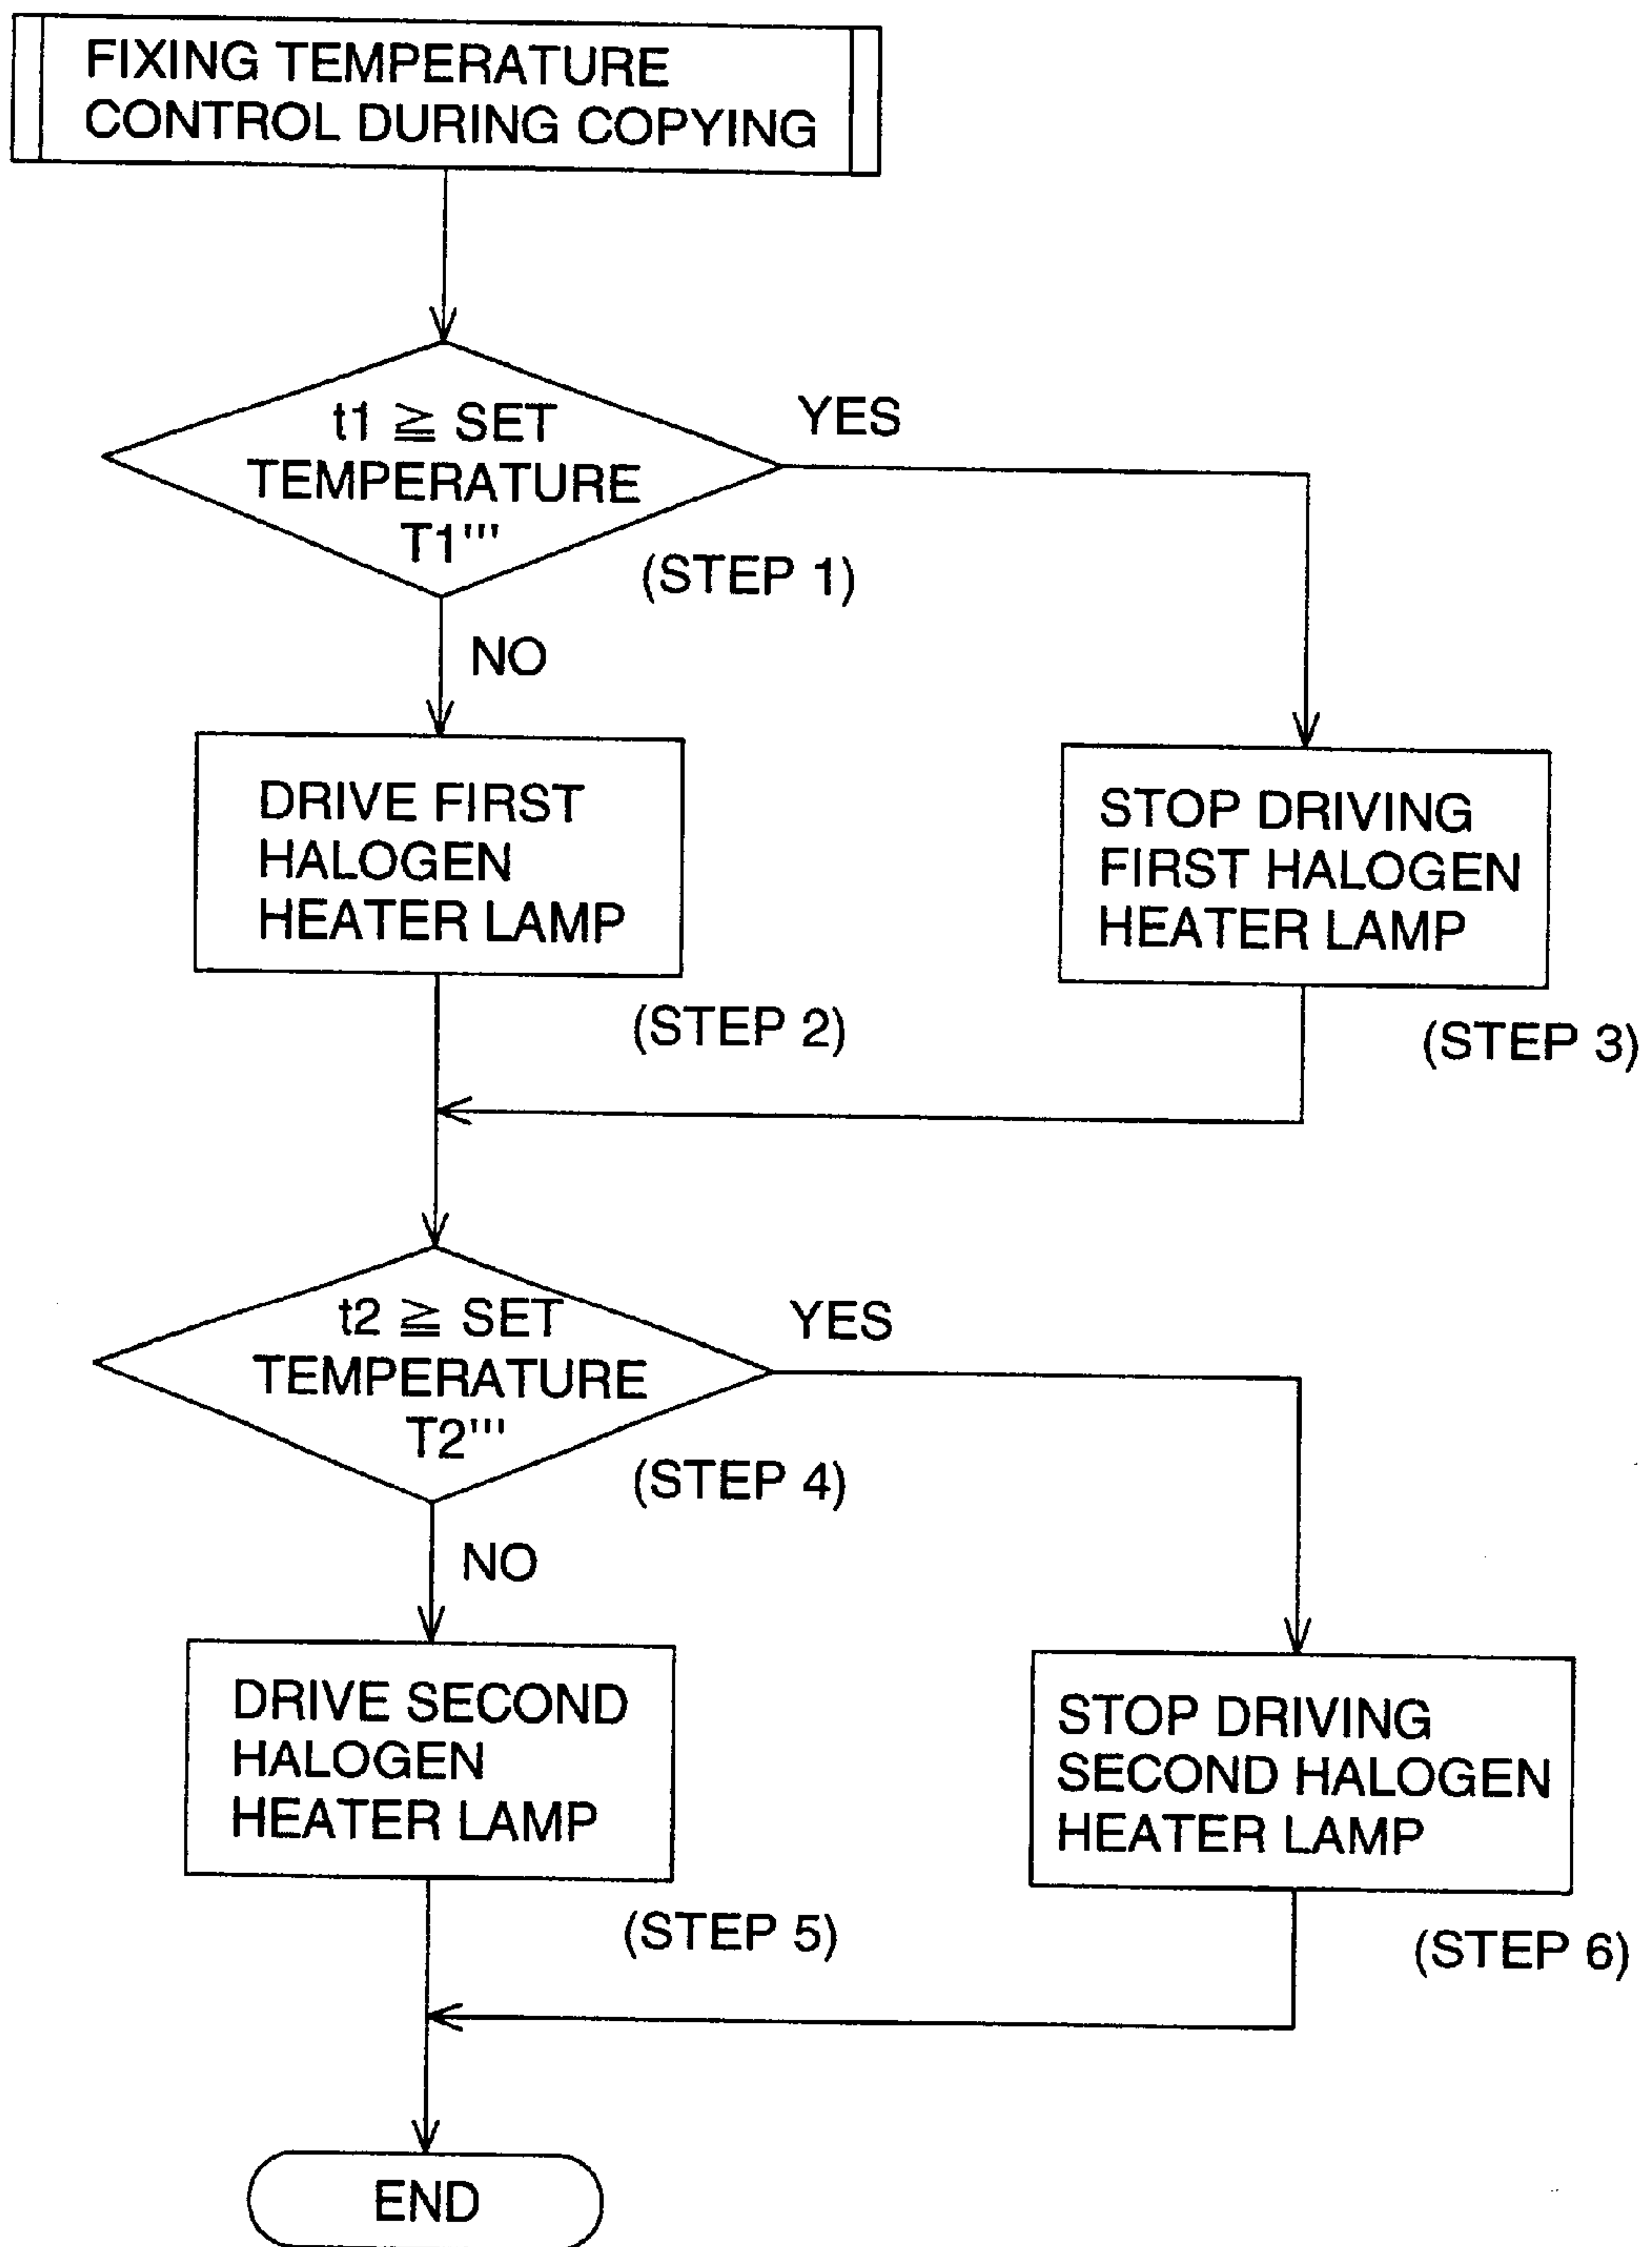 FIXING TEMPERATURE
CONTROL DURING COPYING
t1 ≧ SET
TEMPERATURE
T1'''
YES
(STEP 1)
NO
DRIVE FIRST
HALOGEN
HEATER LAMP
(STEP 2)
STOP DRIVING
FIRST HALOGEN
HEATER LAMP
(STEP 3)
t2 ≧ SET
TEMPERATURE
T2'''
YES
(STEP 4)
NO
DRIVE SECOND
HALOGEN
HEATER LAMP
(STEP 5)
STOP DRIVING
SECOND HALOGEN
HEATER LAMP
(STEP 6)
END